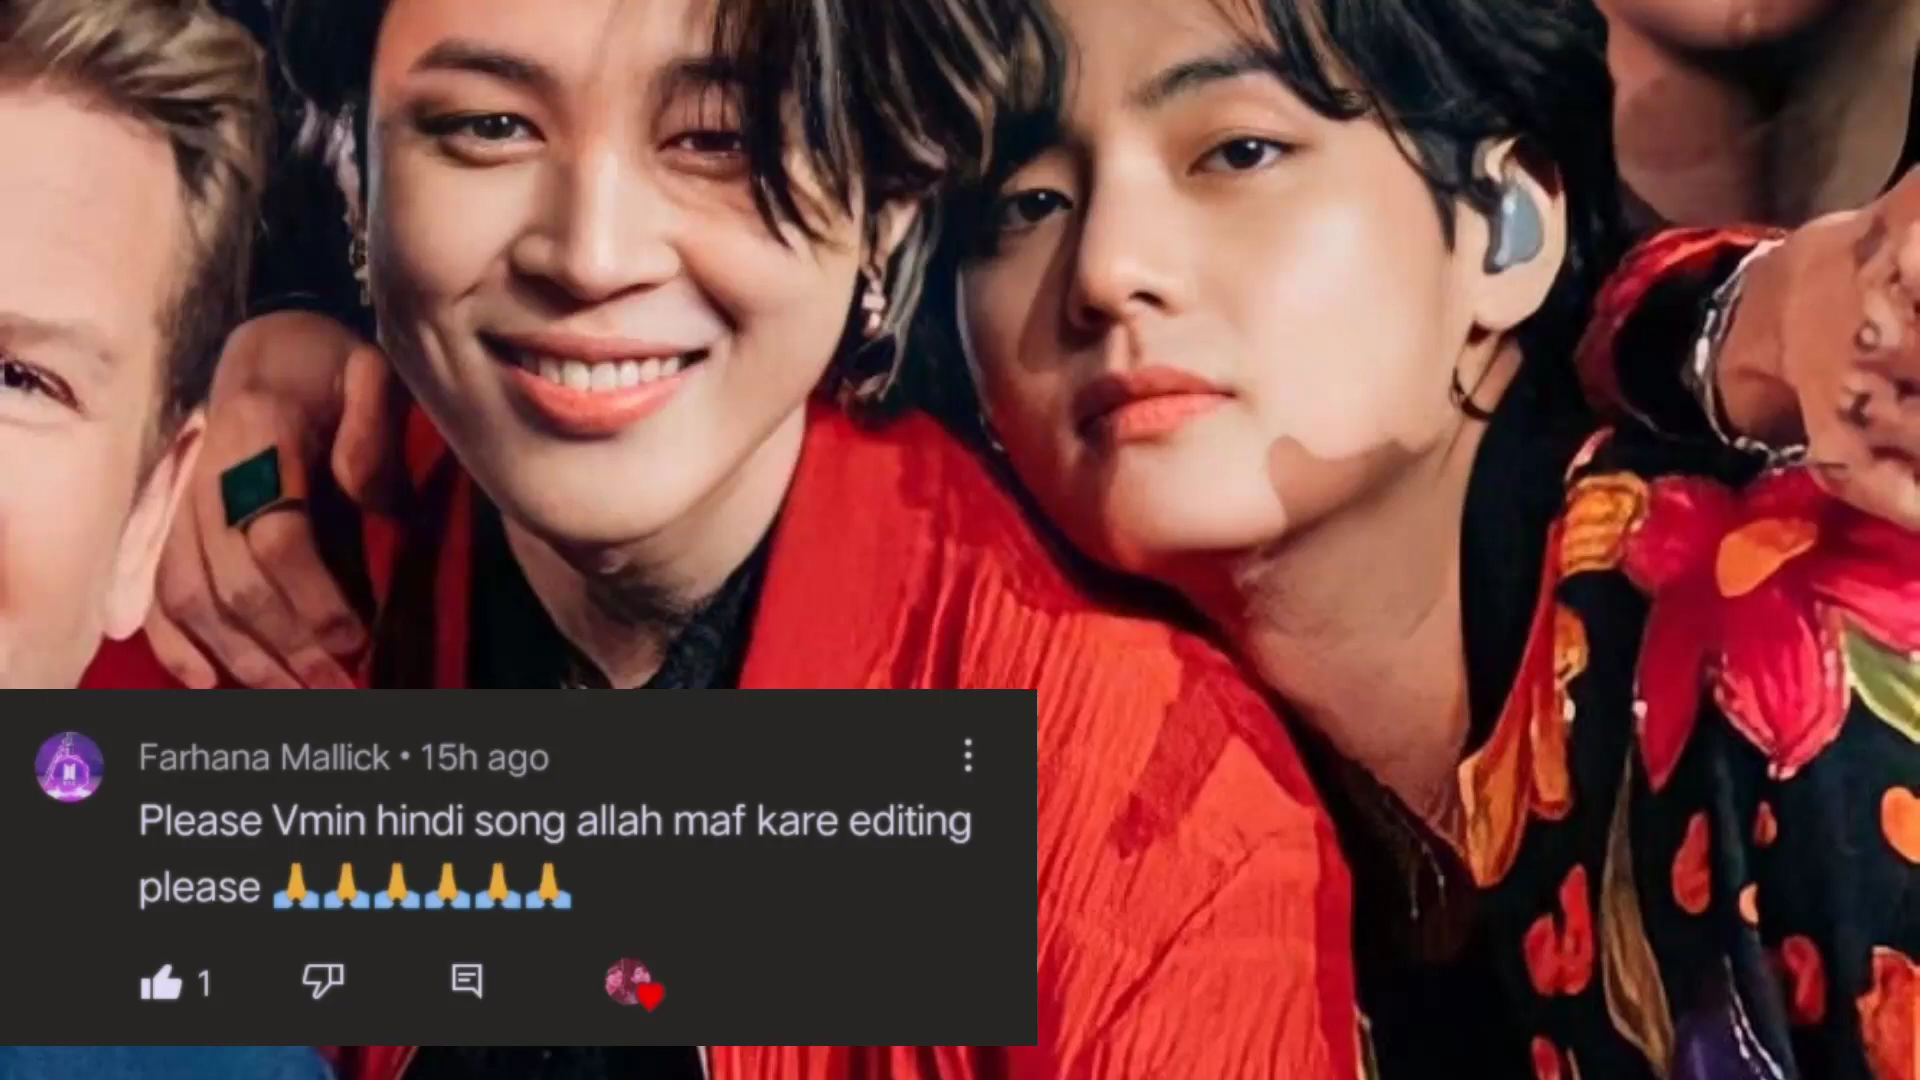 Farhana Mallick • 15h ago
Please Vmin hindi song allah maf kare editing
please 🙏🙏🙏🙏🙏🙏
1